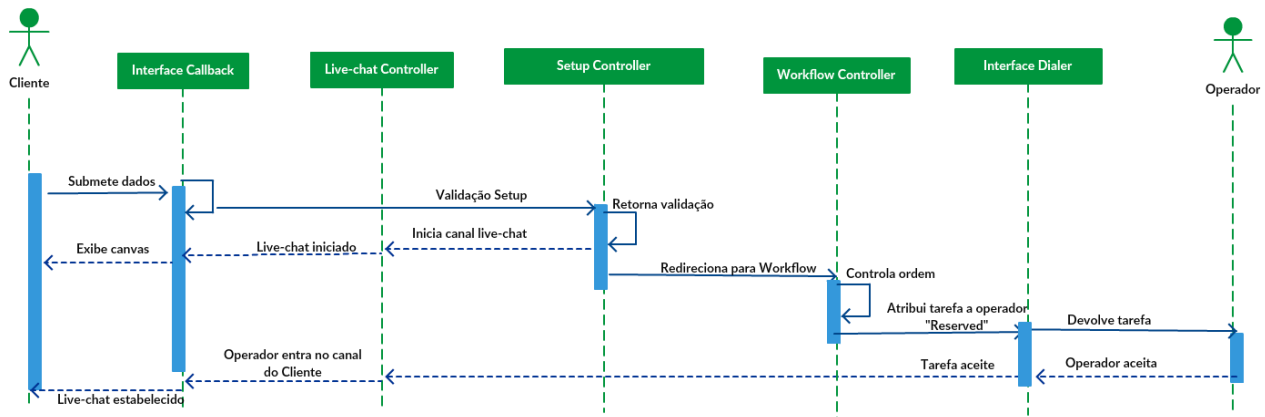 Cliente
Interface Callback
Live-chat Controller
Setup Controller
Workflow Controller
Interface Dialer
Operador
Submete dados
Validação Setup
Retorna validação
Inicia canal live-chat
Live-chat iniciado
Exibe canvas
Redireciona para Workflow
Controla ordem
Atribui tarefa a operador
"Reserved"
Devolve tarefa
Operador entra no canal
do Cliente
Tarefa aceite
Operador aceita
Live-chat estabelecido